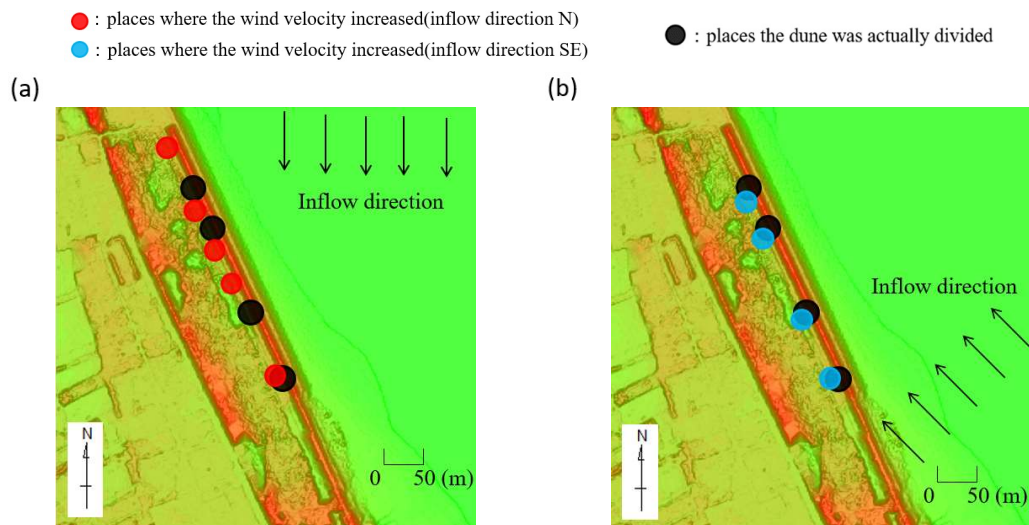 : places where the wind velocity increased(inflow direction N)
: places where the wind velocity increased(inflow direction SE)
: places the dune was actually divided
(a)
(b)
Inflow direction
Inflow direction
N
0 50 (m)
N
0 50 (m)